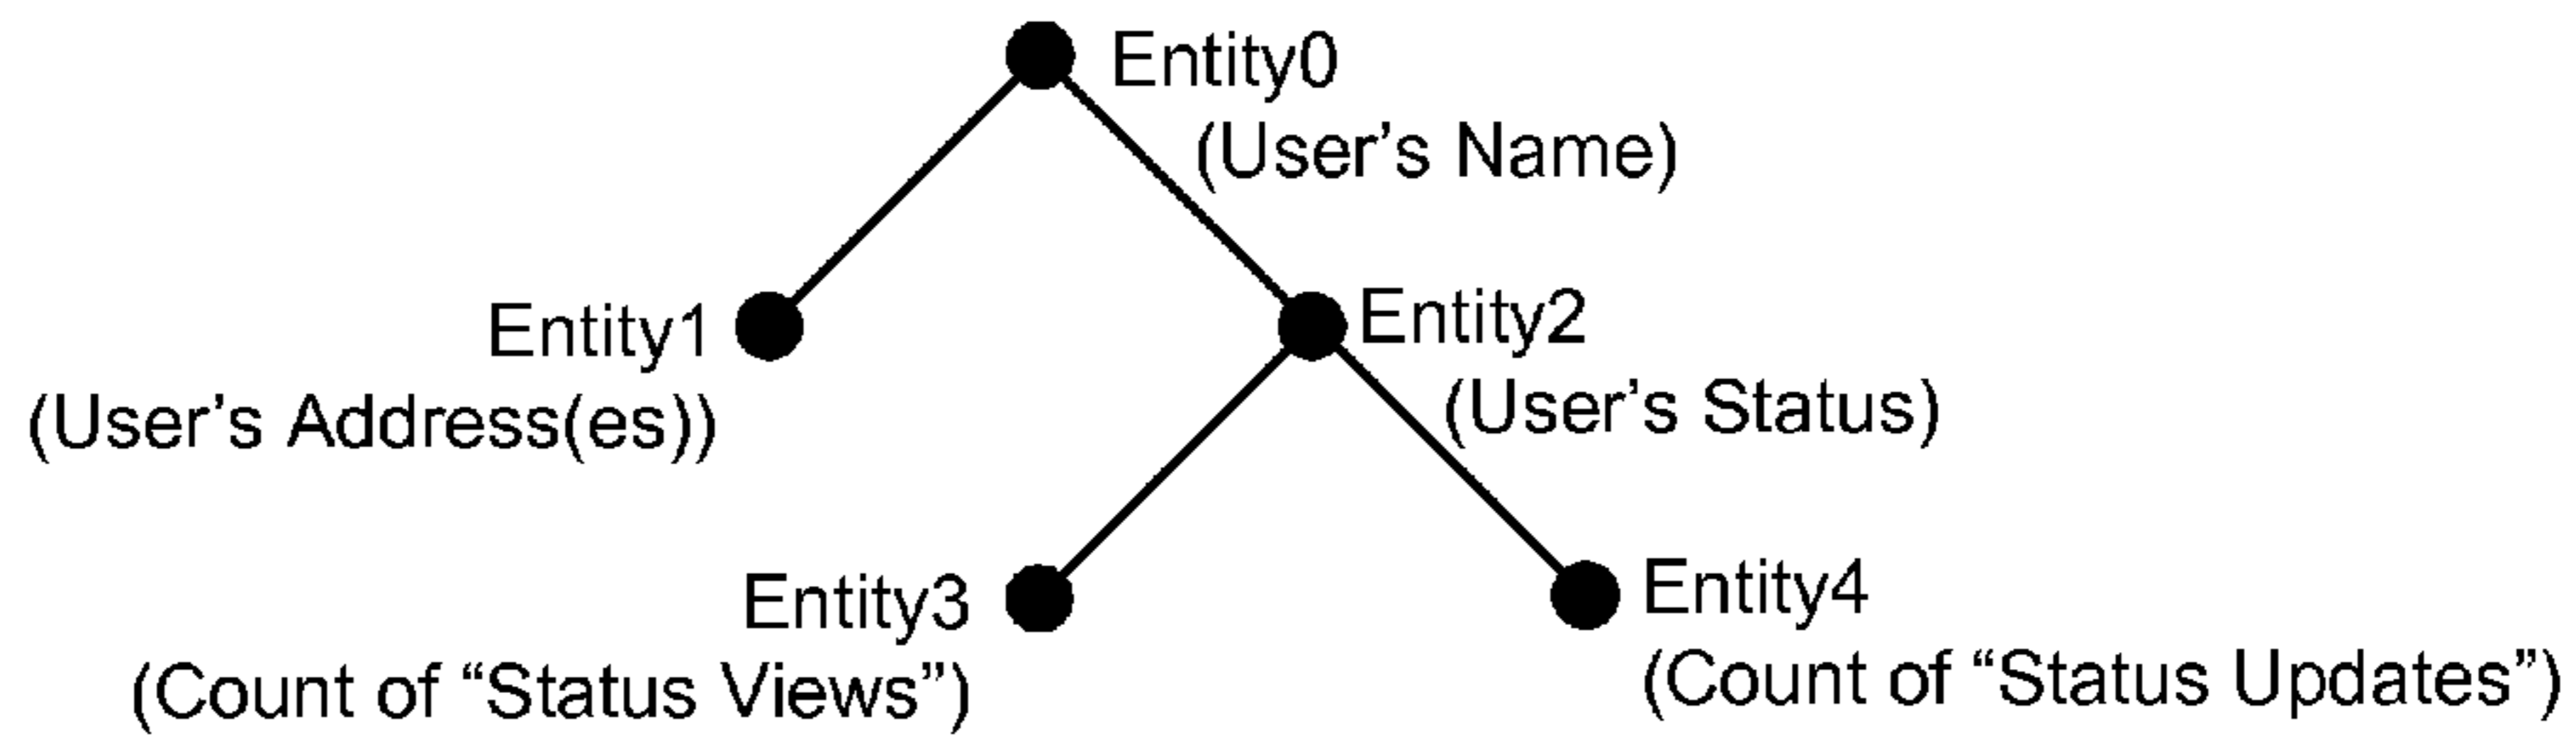 Entity0
(User’s Name)
Entity1
(User’s Address(es))
Entity2
(User’s Status)
Entity3
(Count of “Status Views”)
Entity4
(Count of “Status Updates”)